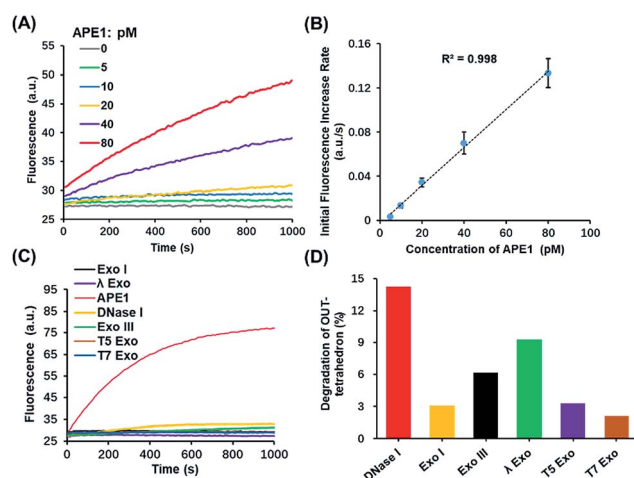 (A)
APE1: pM
0
5
10
20
40
80
Fluorescence (a.u.)
55
50
45
40
35
30
25
0 200 400 600 800 1000
Time (s)
(B)
R² = 0.998
Initial Fluorescence Increase Rate
(a.u./s)
0.16
0.12
0.08
0.04
0
0 20 40 60 80 100
Concentration of APE1 (pM)
(C)
Exo I
λ Exo
APE1
DNase I
Exo III
T5 Exo
T7 Exo
Fluorescence (a.u.)
95
85
75
65
55
45
35
25
0 200 400 600 800 1000
Time (s)
(D)
Degradation of OUT-
tetrahedron (%)
15
12
9
6
3
0
DNase I
Exo I
Exo III
λ Exo
T5 Exo
T7 Exo